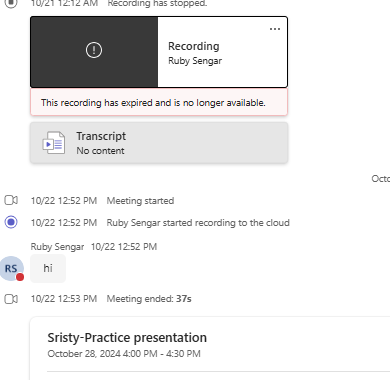 10/21 12:12 AM Recording has stopped.
Recording
Ruby Sengar
This recording has expired and is no longer available.
Transcript
No content
Octo
10/22 12:52 PM Meeting started
10/22 12:52 PM Ruby Sengar started recording to the cloud
Ruby Sengar 10/22 12:52 PM
RS
hi
10/22 12:53 PM Meeting ended: 37s
Sristy-Practice presentation
October 28, 2024 4:00 PM - 4:30 PM